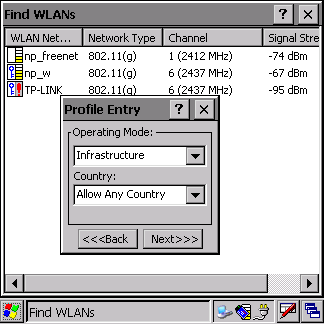 Find WLANs ? ×
WLAN Net... Network Type Channel Signal Stre
np_freenet 802.11(g) 1 (2412 MHz) -74 dBm
np_w 802.11(g) 6 (2437 MHz) -67 dBm
TP-LINK 802.11(g) 6 (2437 MHz) -95 dBm
Profile Entry ? ×
Operating Mode:
Infrastructure
Country:
Allow Any Country
<<<Back Next>>>
Find WLANs